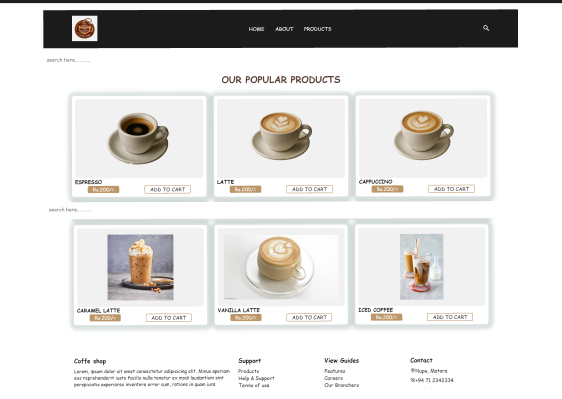 HOME ABOUT PRODUCTS
search here............
OUR POPULAR PRODUCTS
ESPRESSO LATTE CAPPUCCINO
Rs.200/= ADD TO CART Rs.200/= ADD TO CART Rs.200/= ADD TO CART
search here............
CARAMEL LATTE VANILLA LATTE ICED COFFEE
Rs.200/= ADD TO CART Rs.200/= ADD TO CART Rs.200/= ADD TO CART
Coffe shop Support View Guides Contact
Lorem, ipsum dolor sit amet consectetur adipisicing elit. Minus aperiam Products Features Nupe, Matara
eos reprehenderit iusto facilis nulla tenetur ex modi laudantium sint Help & Support Careers +94 71 2342334
perspiciatis asperiores inventore error cum, ratione in quam iure. Terms of use. Our Branchers